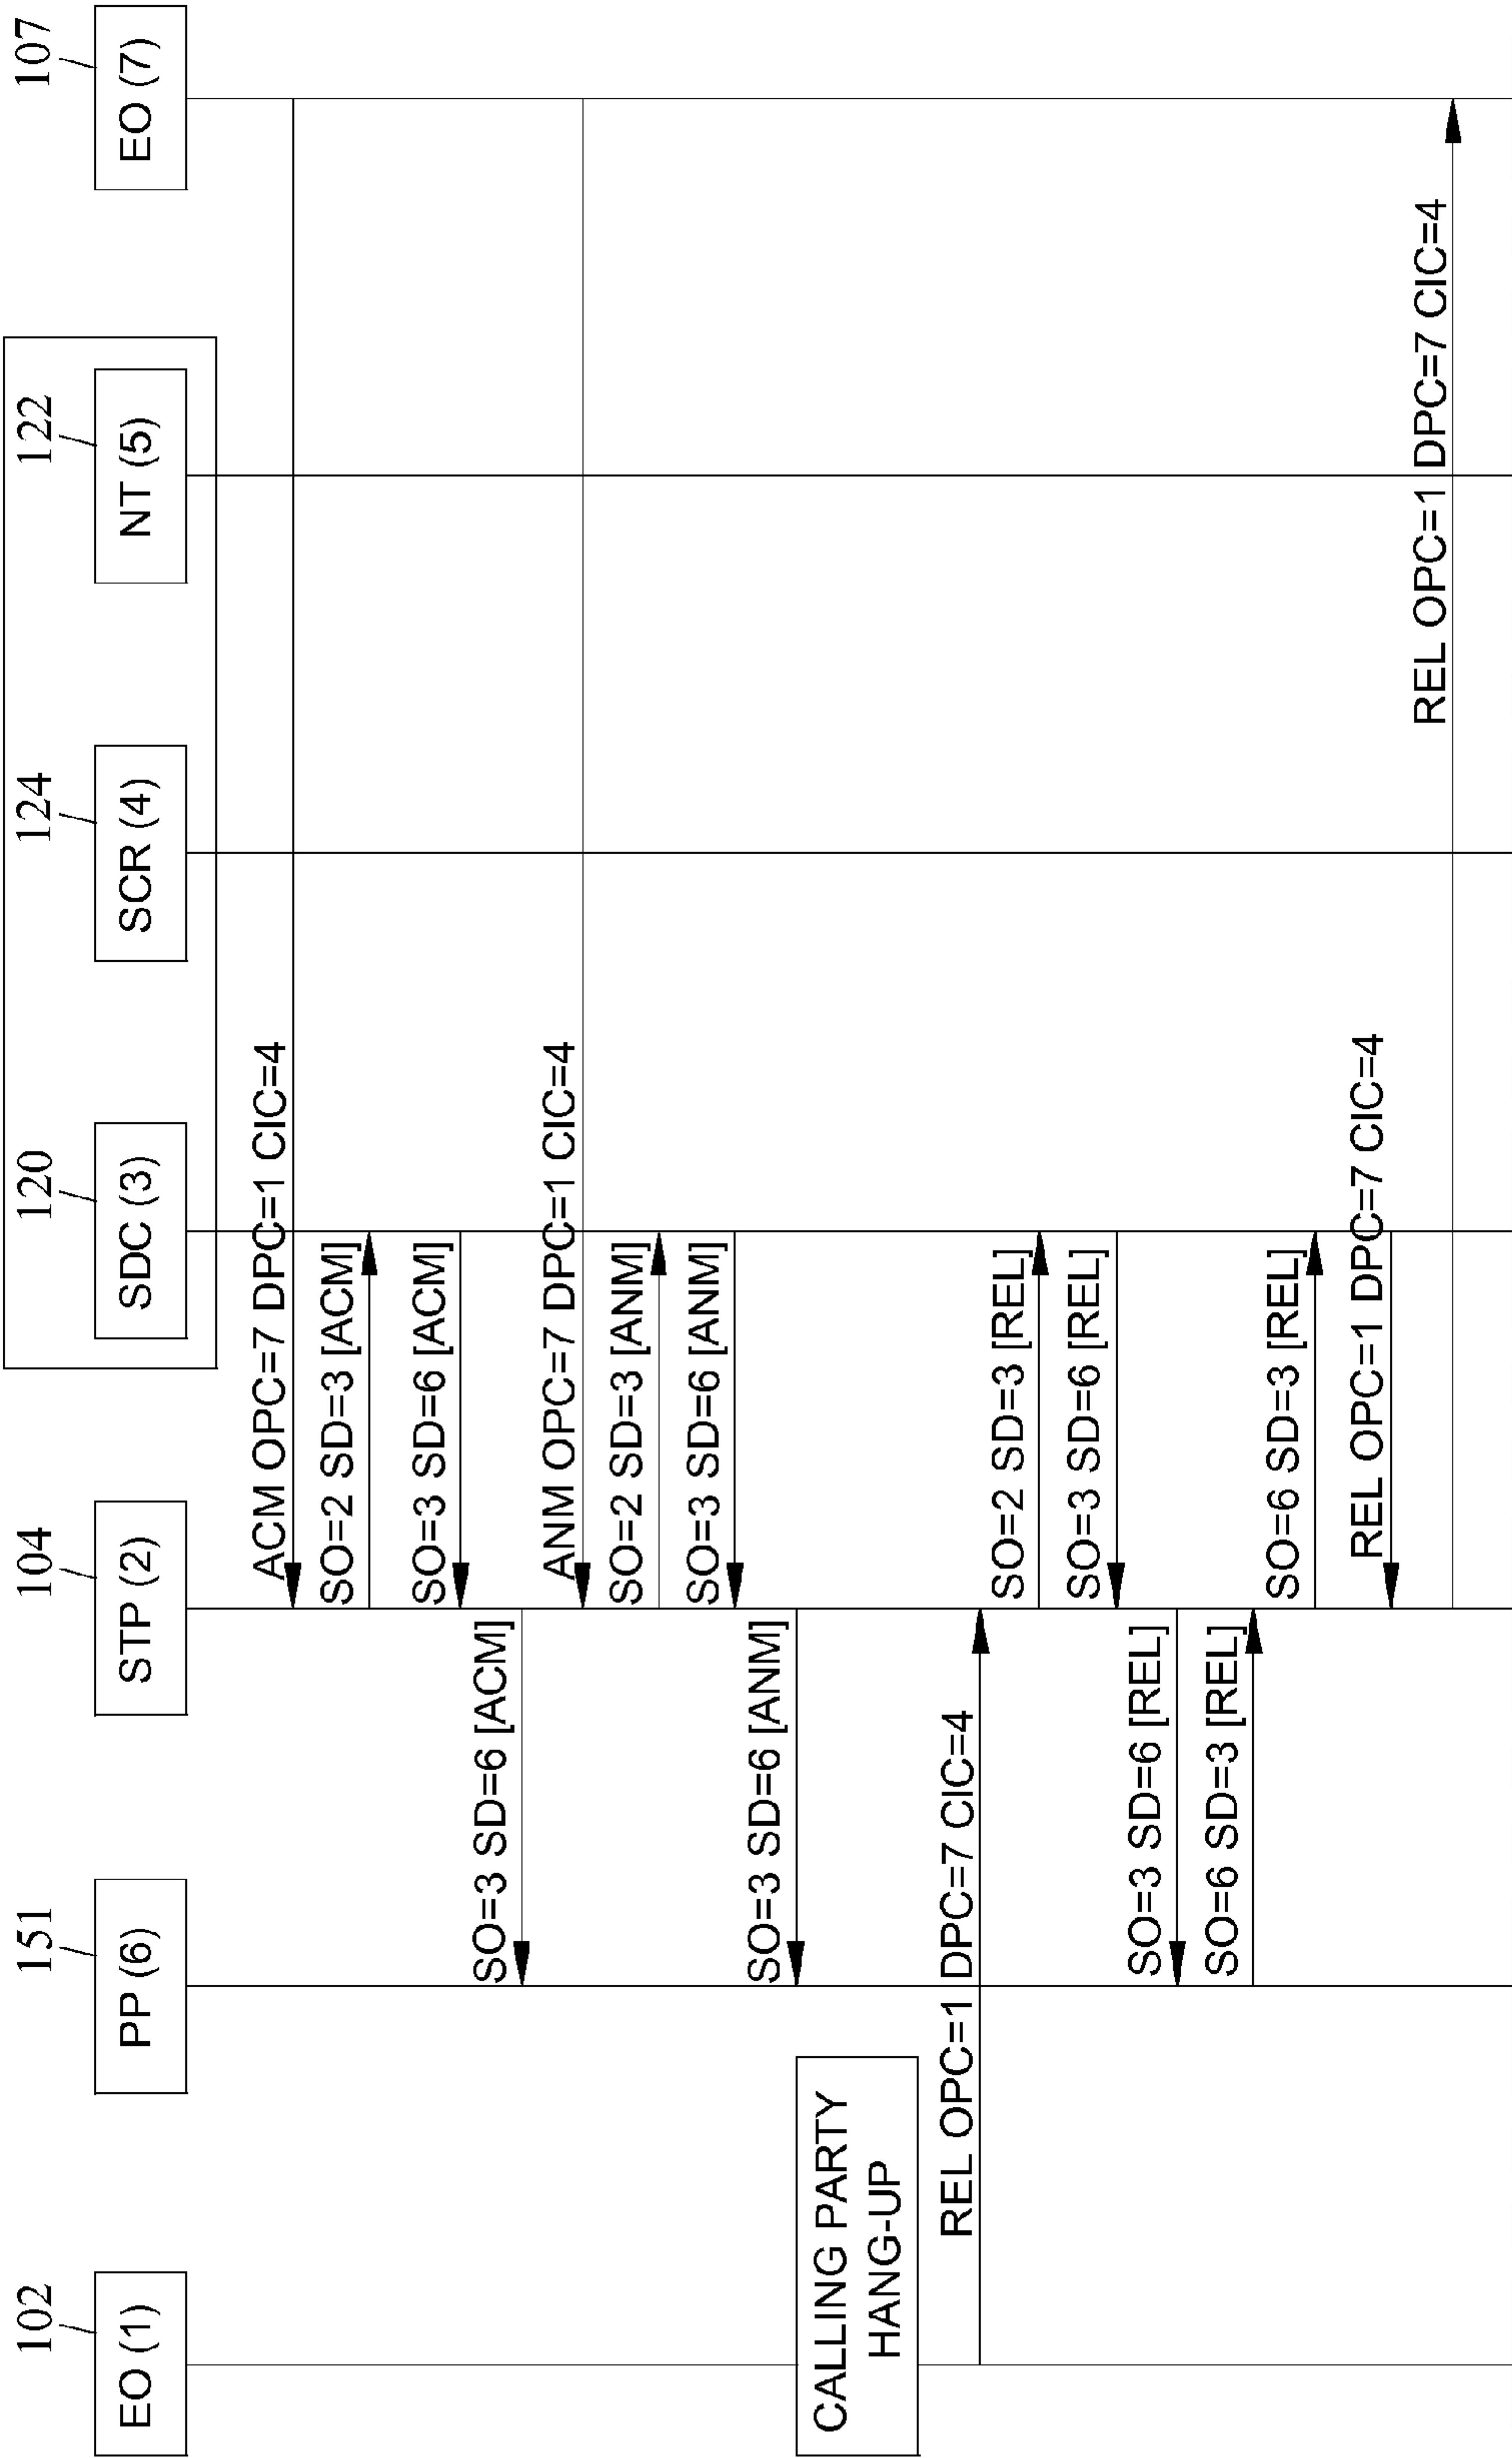 102
151
104
120
124
122
107
EO (1)
PP (6)
STP (2)
SDC (3)
SCR (4)
NT (5)
EO (7)
ACM OPC=7 DPC=1 CIC=4
SO=2 SD=3 [ACM]
SO=3 SD=6 [ACM]
SO=3 SD=6 [ACM]
ANM OPC=7 DPC=1 CIC=4
SO=2 SD=3 [ANM]
SO=3 SD=6 [ANM]
SO=3 SD=6 [ANM]
CALLING PARTY
HANG-UP
REL OPC=1 DPC=7 CIC=4
SO=2 SD=3 [REL]
SO=3 SD=6 [REL]
SO=3 SD=6 [REL]
SO=6 SD=3 [REL]
SO=6 SD=3 [REL]
REL OPC=1 DPC=7 CIC=4
REL OPC=1 DPC=7 CIC=4